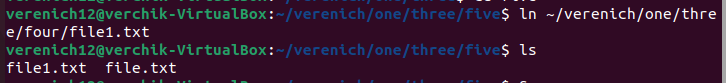 verenich12@verchik-VirtualBox:~/verenich/one/three/five$ ln ~/verenich/one/thre
e/four/file1.txt
verenich12@verchik-VirtualBox:~/verenich/one/three/five$ ls
file1.txt  file.txt